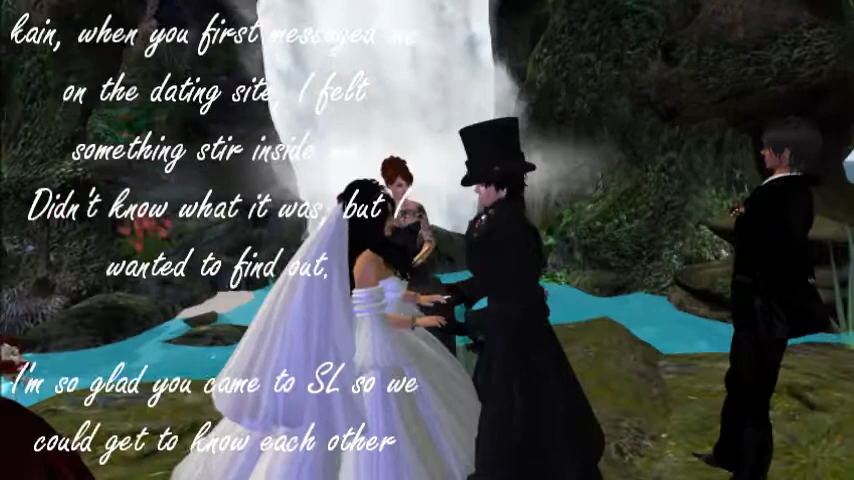 kain, when you first messaged me
on the dating site, I felt
something stir inside me
Didn't know what it was, but I
wanted to find out.
I'm so glad you came to SL so we
could get to know each other